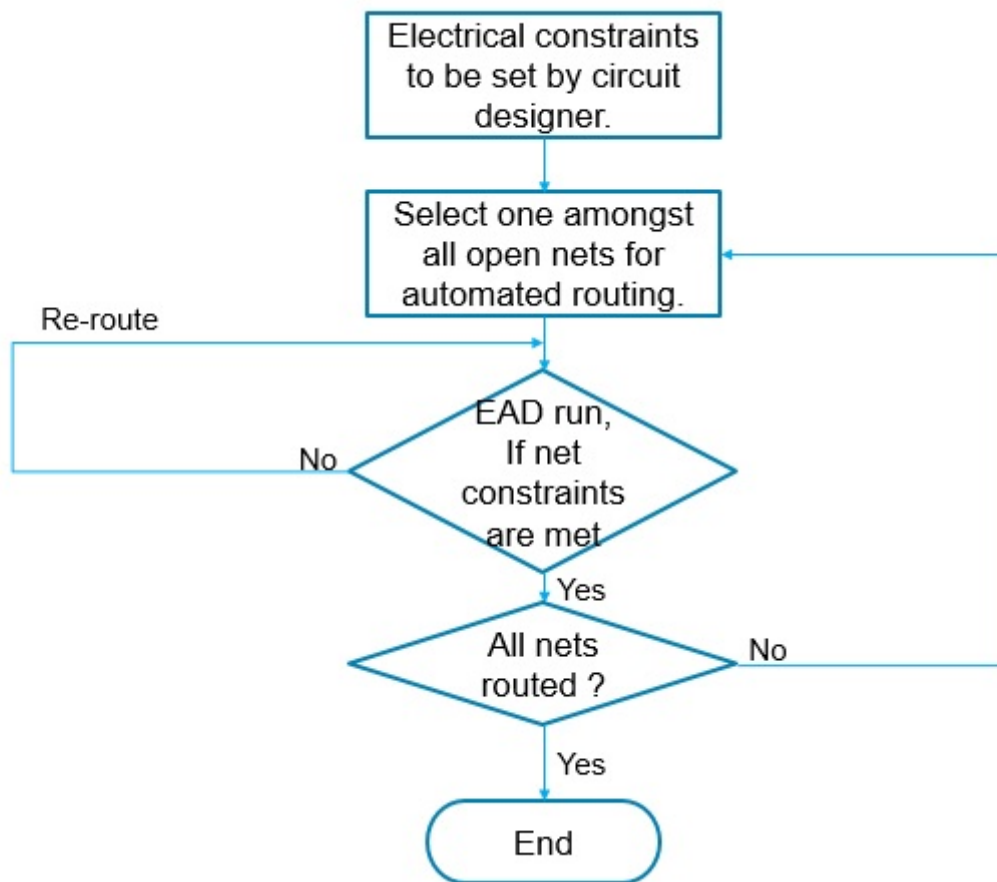 Electrical constraints
to be set by circuit
designer.
Select one amongst
all open nets for
automated routing.
Re-route
EAD run,
If net
constraints
are met
No
Yes
All nets
routed ?
No
Yes
End